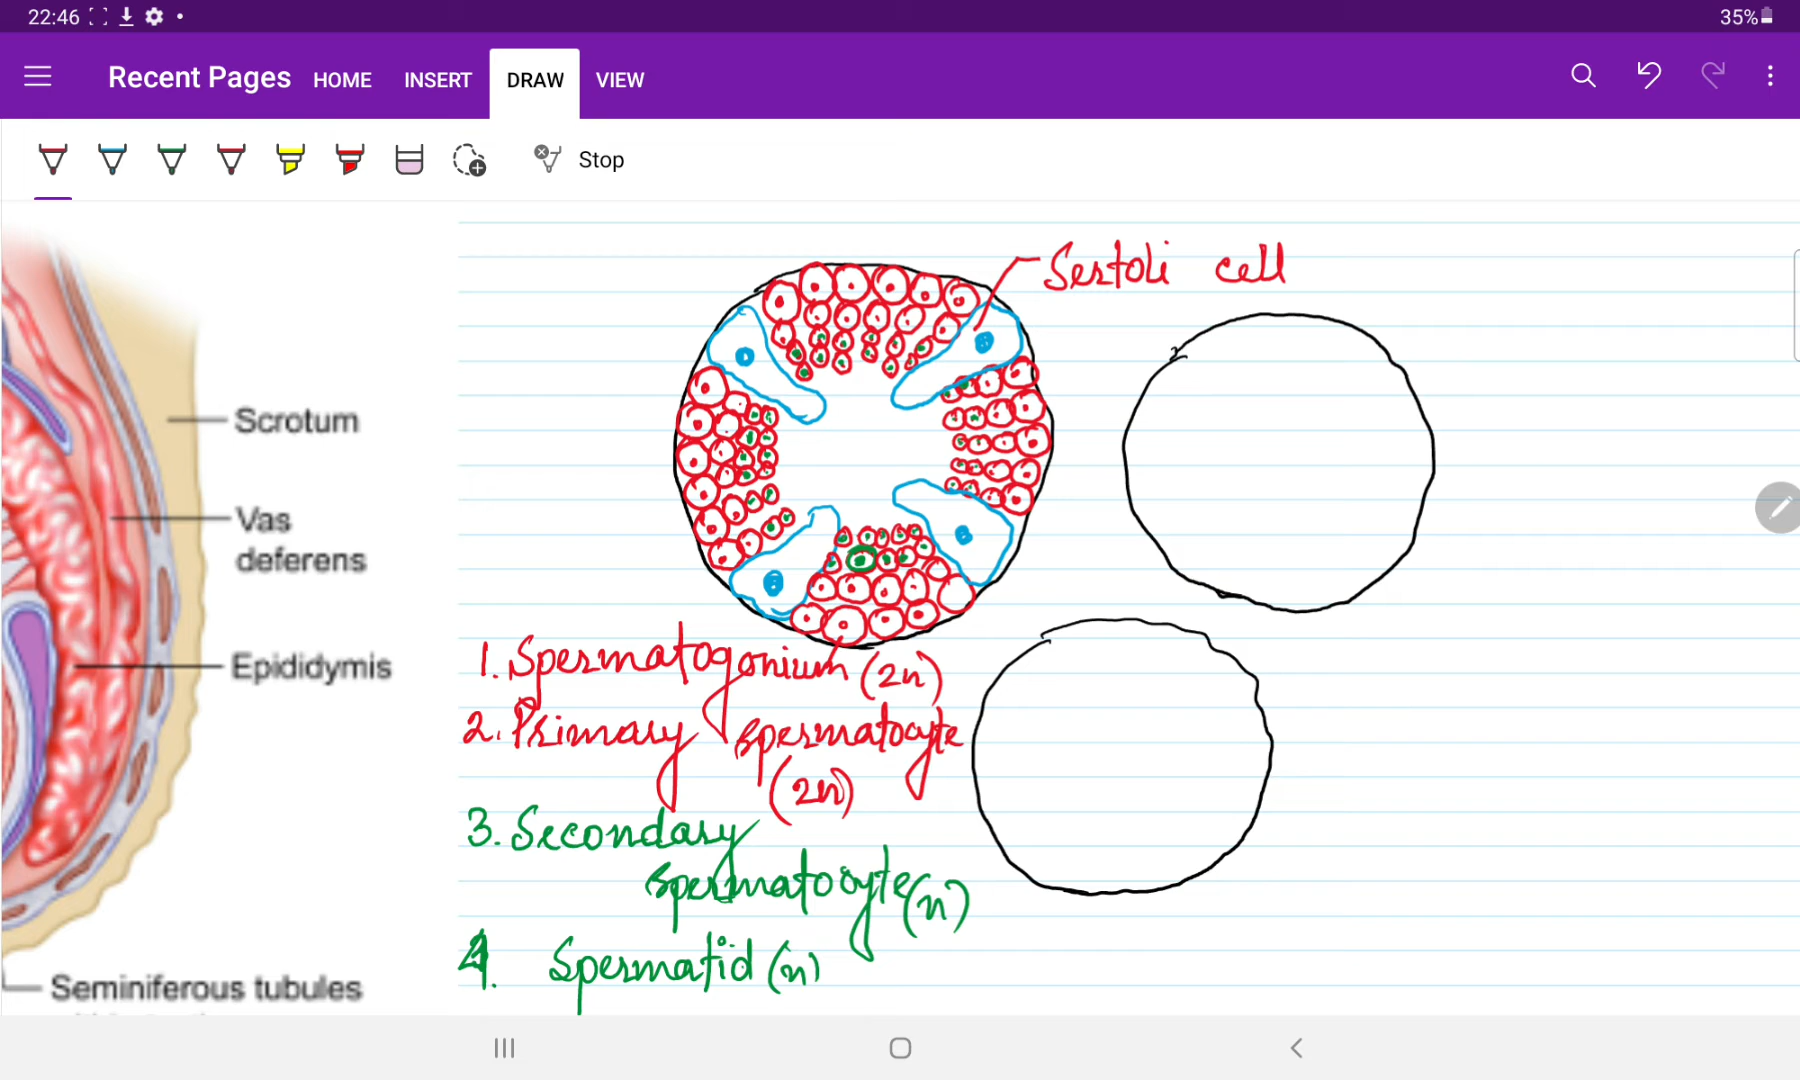 22:46
35%
Recent Pages HOME INSERT DRAW VIEW
Stop
Sertoli cell
Scrotum
Vas
deferens
Epididymis
Seminiferous tubules
1. Spermatogonium (2n)
2. Primary spermatocyte
(2n)
3. Secondary
spermatocyte (n)
4. Spermatid (n)